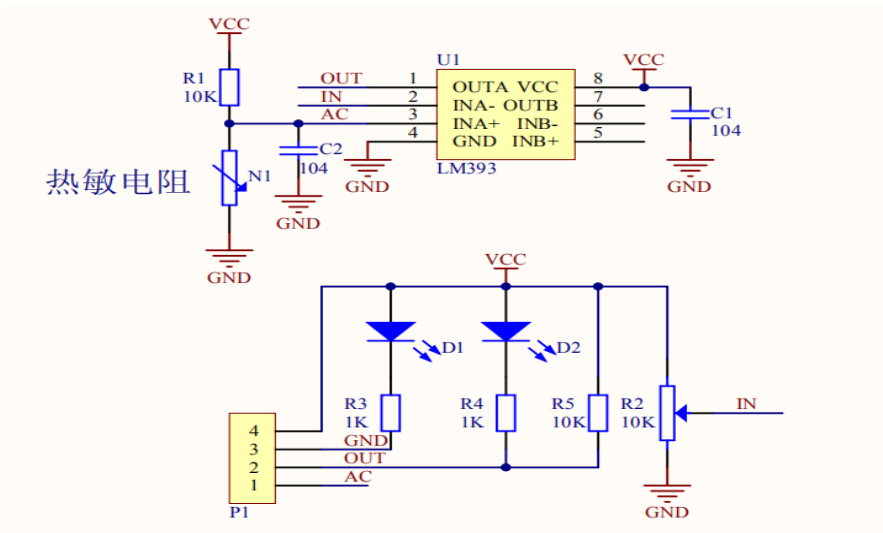 VCC
R1
10K
OUT
IN
AC
1
2
3
4
U1
OUTA VCC
INA- OUTB
INA+ INB-
GND INB+
LM393
8
7
6
5
VCC
C1
104
GND
C2
104
GND
GND
热敏电阻
N1
GND
VCC
D1
D2
R3
1K
R4
1K
R5
10K
R2
10K
IN
4
3
2
1
GND
OUT
AC
P1
GND